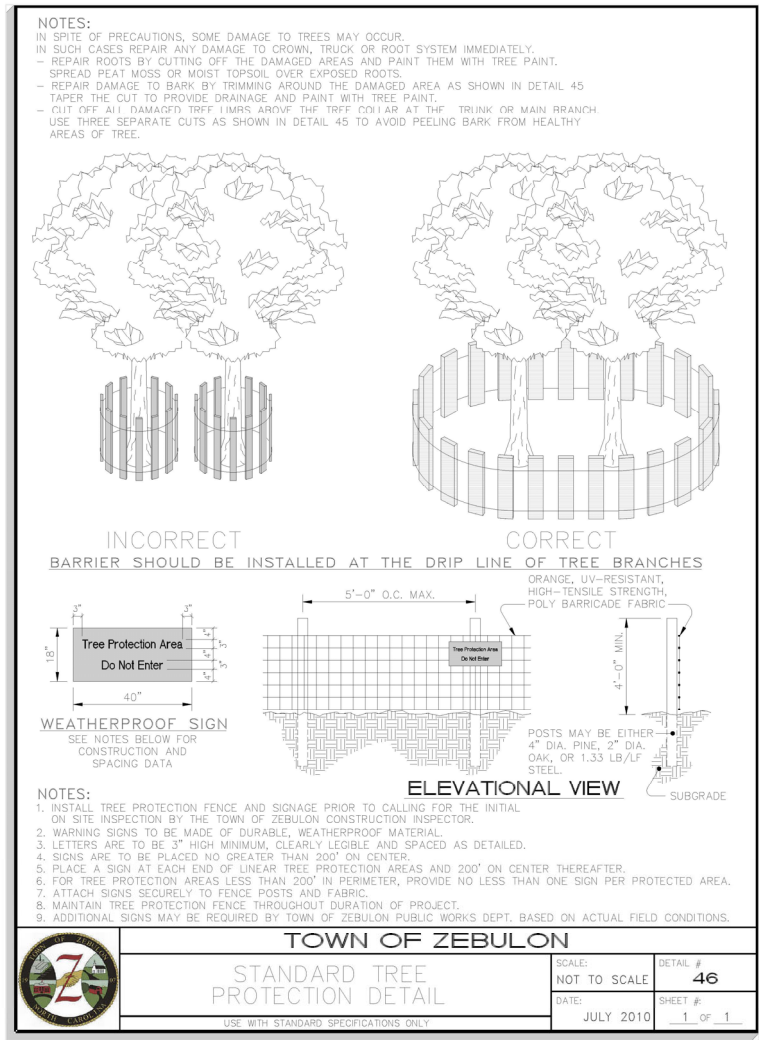 NOTES:
IN SPITE OF PRECAUTIONS, SOME DAMAGE TO TREES MAY OCCUR.
IN SUCH CASES REPAIR ANY DAMAGE TO CROWN, TRUCK OR ROOT SYSTEM IMMEDIATELY.
– REPAIR ROOTS BY CUTTING OFF THE DAMAGED AREAS AND PAINT THEM WITH TREE PAINT.
SPREAD PEAT MOSS OR MOIST TOPSOIL OVER EXPOSED ROOTS.
– REPAIR DAMAGE TO BARK BY TRIMMING AROUND THE DAMAGED AREA AS SHOWN IN DETAIL 45
TAPER THE CUT TO PROVIDE DRAINAGE AND PAINT WITH TREE PAINT.
– CUT OFF ALL DAMAGED TREE LIMBS ABOVE THE TREE COLLAR AT THE TRUNK OR MAIN BRANCH.
USE THREE SEPARATE CUTS AS SHOWN IN DETAIL 45 TO AVOID PEELING BARK FROM HEALTHY
AREAS OF TREE.
INCORRECT
CORRECT
BARRIER SHOULD BE INSTALLED AT THE DRIP LINE OF TREE BRANCHES
3"
3"
18"
Tree Protection Area
Do Not Enter
4"
3"
4"
3"
4"
40"
WEATHERPROOF SIGN
SEE NOTES BELOW FOR
CONSTRUCTION AND
SPACING DATA
5'-0" O.C. MAX.
Tree Protection Area
Do Not Enter
ORANGE, UV-RESISTANT,
HIGH-TENSILE STRENGTH,
POLY BARRICADE FABRIC
4'-0" MIN.
POSTS MAY BE EITHER
4" DIA. PINE, 2" DIA.
OAK, OR 1.33 LB/LF
STEEL.
SUBGRADE
ELEVATIONAL VIEW
NOTES:
1. INSTALL TREE PROTECTION FENCE AND SIGNAGE PRIOR TO CALLING FOR THE INITIAL
ON SITE INSPECTION BY THE TOWN OF ZEBULON CONSTRUCTION INSPECTOR.
2. WARNING SIGNS TO BE MADE OF DURABLE, WEATHERPROOF MATERIAL.
3. LETTERS ARE TO BE 3" HIGH MINIMUM, CLEARLY LEGIBLE AND SPACED AS DETAILED.
4. SIGNS ARE TO BE PLACED NO GREATER THAN 200' ON CENTER.
5. PLACE A SIGN AT EACH END OF LINEAR TREE PROTECTION AREAS AND 200' ON CENTER THEREAFTER.
6. FOR TREE PROTECTION AREAS LESS THAN 200' IN PERIMETER, PROVIDE NO LESS THAN ONE SIGN PER PROTECTED AREA.
7. ATTACH SIGNS SECURELY TO FENCE POSTS AND FABRIC.
8. MAINTAIN TREE PROTECTION FENCE THROUGHOUT DURATION OF PROJECT.
9. ADDITIONAL SIGNS MAY BE REQUIRED BY TOWN OF ZEBULON PUBLIC WORKS DEPT. BASED ON ACTUAL FIELD CONDITIONS.
TOWN OF ZEBULON
Z
NORTH CAROLINA
TOWN OF ZEBULON
STANDARD TREE
PROTECTION DETAIL
USE WITH STANDARD SPECIFICATIONS ONLY
SCALE:
NOT TO SCALE
DETAIL #
46
DATE:
JULY 2010
SHEET #:
1 OF 1